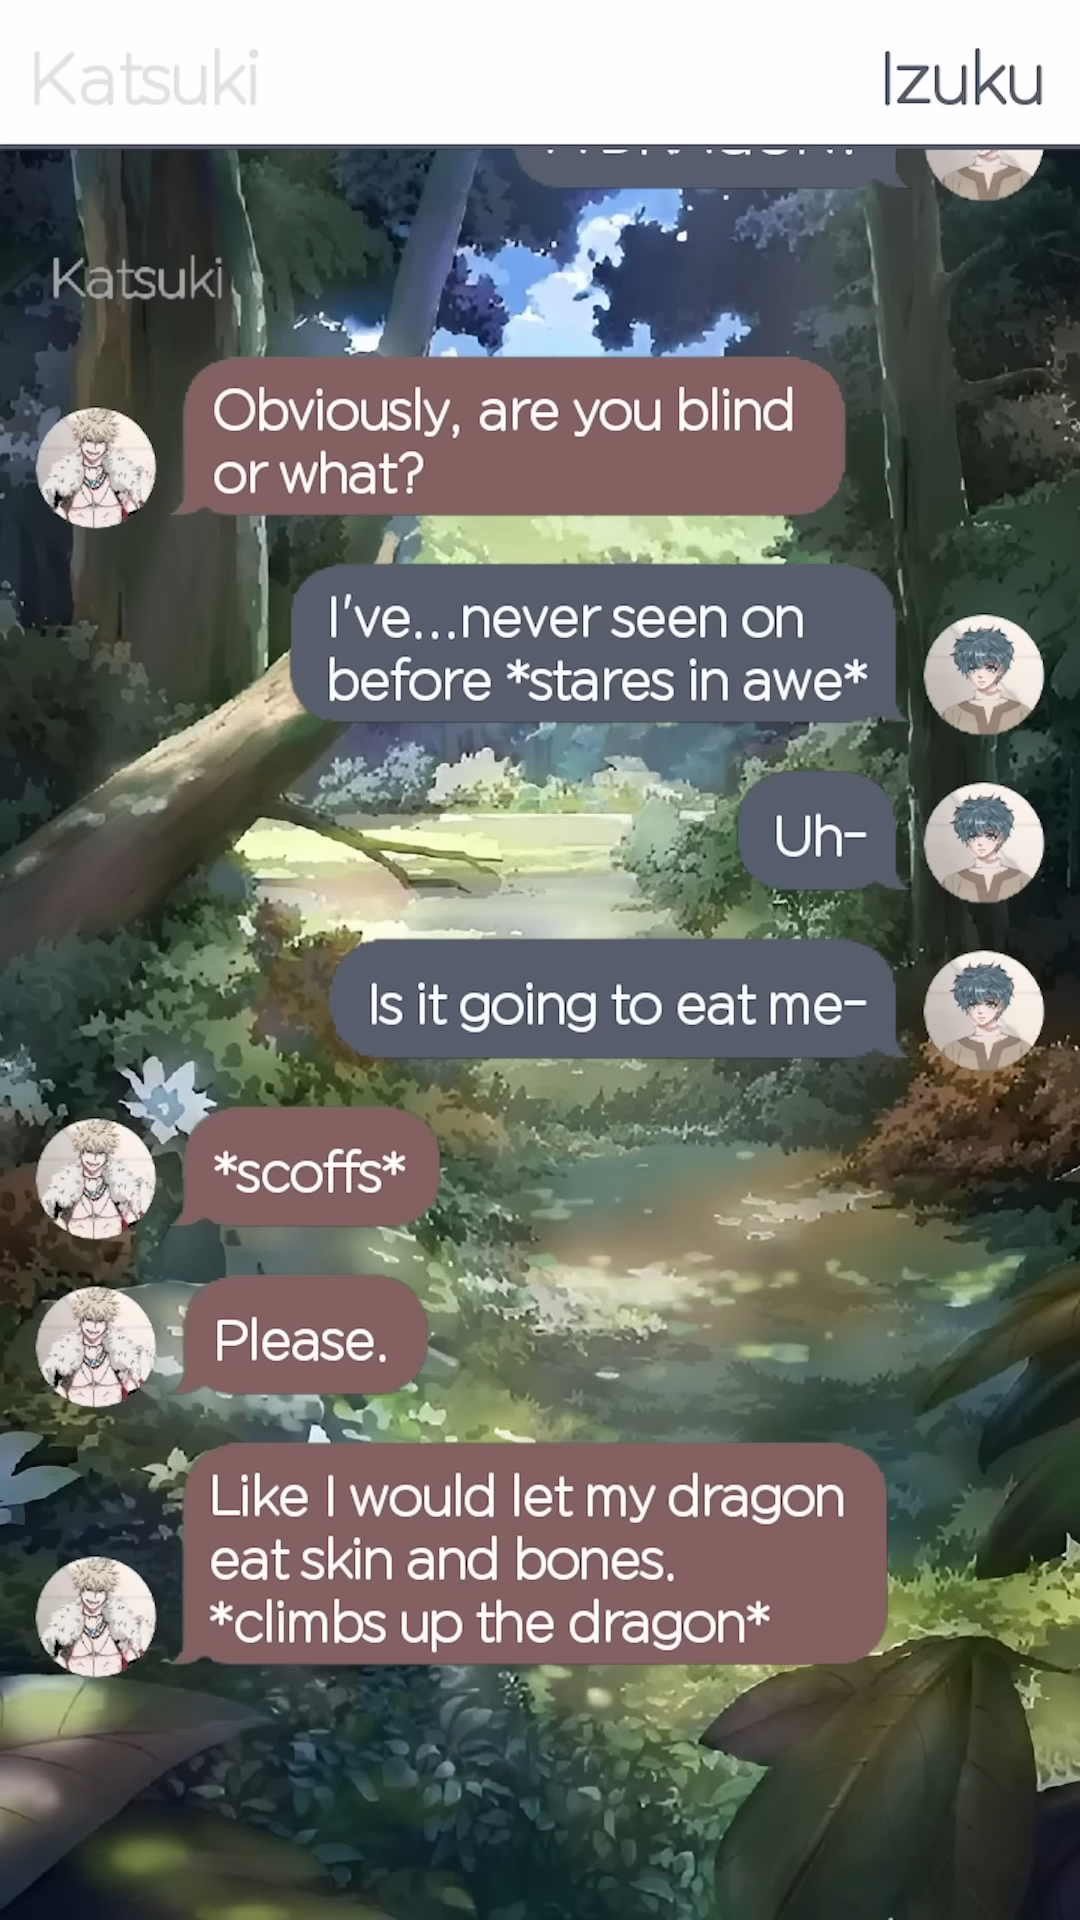 Katsuki
Izuku
Katsuki
Obviously, are you blind
or what?
I've...never seen on
before *stares in awe*
Uh-
Is it going to eat me-
*scoffs*
Please.
Like I would let my dragon
eat skin and bones.
*climbs up the dragon*